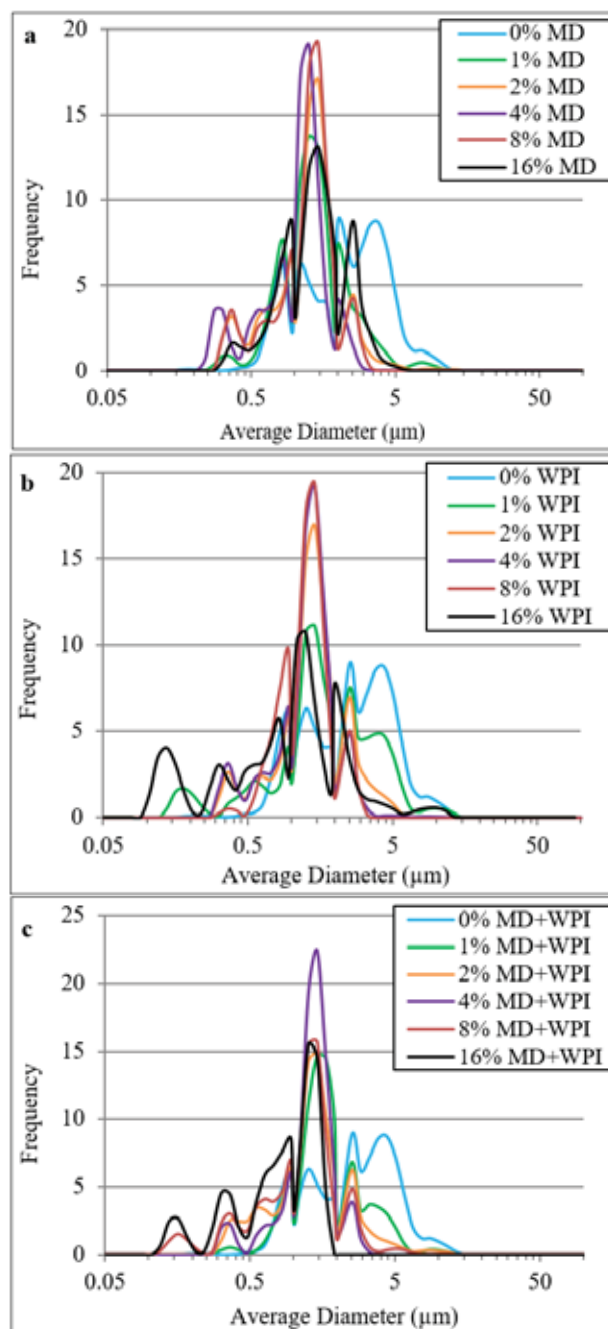 a
20
15
10
5
0
Frequency
0% MD
1% MD
2% MD
4% MD
8% MD
16% MD
0.05 0.5 5 50
Average Diameter (µm)
b
20
15
10
5
0
Frequency
0% WPI
1% WPI
2% WPI
4% WPI
8% WPI
16% WPI
0.05 0.5 5 50
Average Diameter (µm)
c
25
20
15
10
5
0
Frequency
0% MD+WPI
1% MD+WPI
2% MD+WPI
4% MD+WPI
8% MD+WPI
16% MD+WPI
0.05 0.5 5 50
Average Diameter (µm)